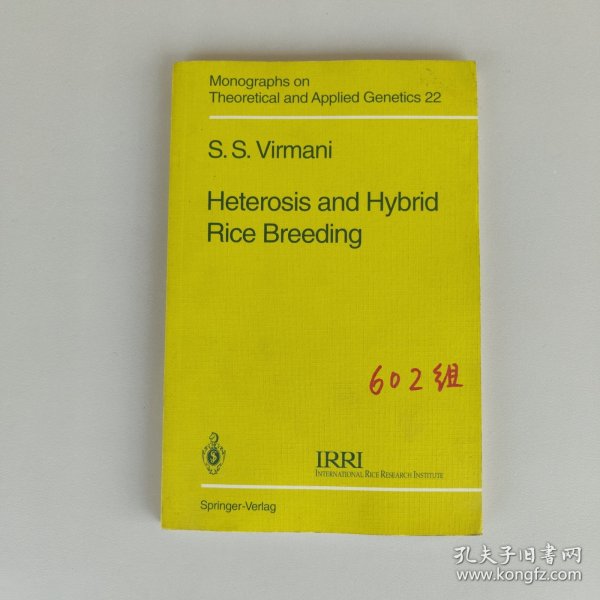 Monographs on
Theoretical and Applied Genetics 22
S. S. Virmani
Heterosis and Hybrid
Rice Breeding
602组
IRRI
INTERNATIONAL RICE RESEARCH INSTITUTE
Springer-Verlag
孔夫子旧书网
www.kongfz.com